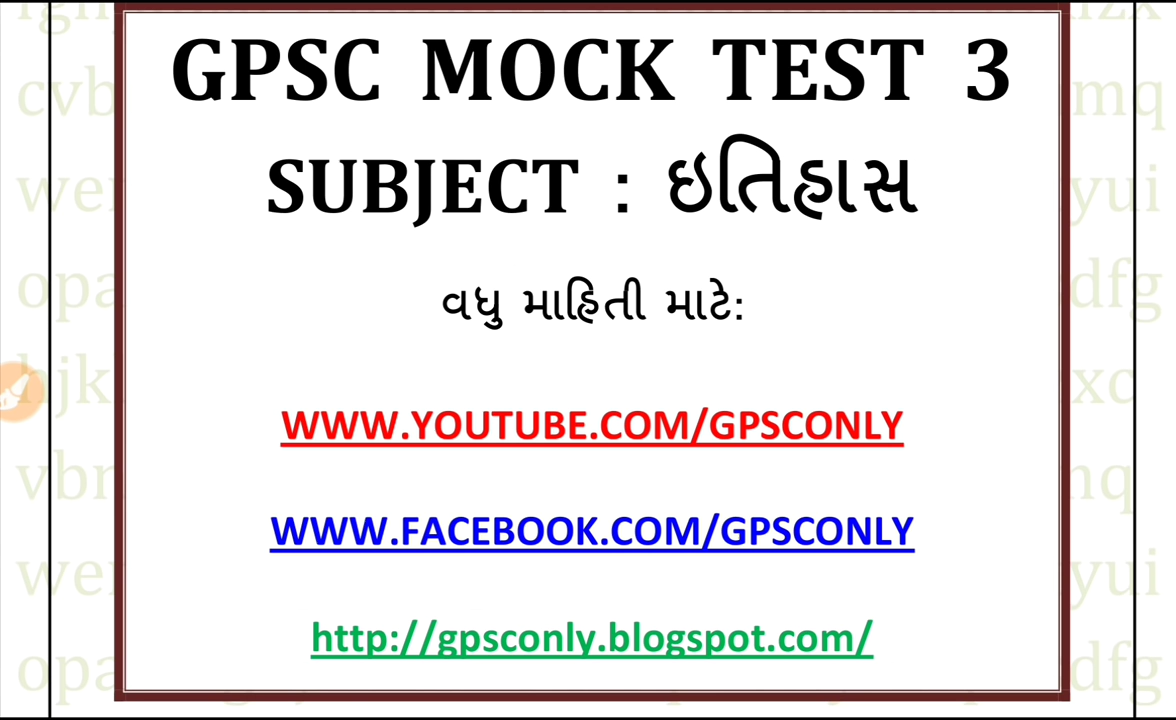 GPSC MOCK TEST 3
SUBJECT : ઇતિહાસ
વધુ માહિતી માટે:
WWW.YOUTUBE.COM/GPSCONLY
WWW.FACEBOOK.COM/GPSCONLY
http://gpsconly.blogspot.com/